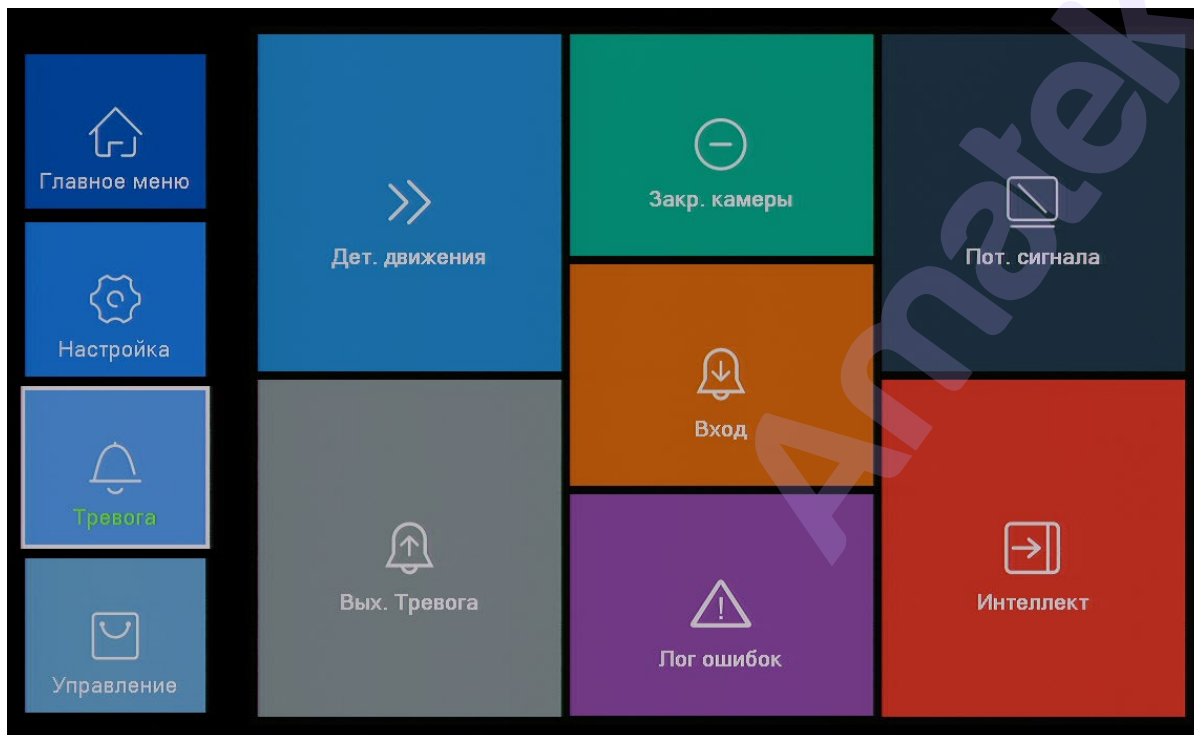 Главное меню
Настройка
Тревога
Управление
Дет. движения
Закр. камеры
Пот. сигнала
Вход
Вых. Тревога
Лог ошибок
Интеллект
Amatek